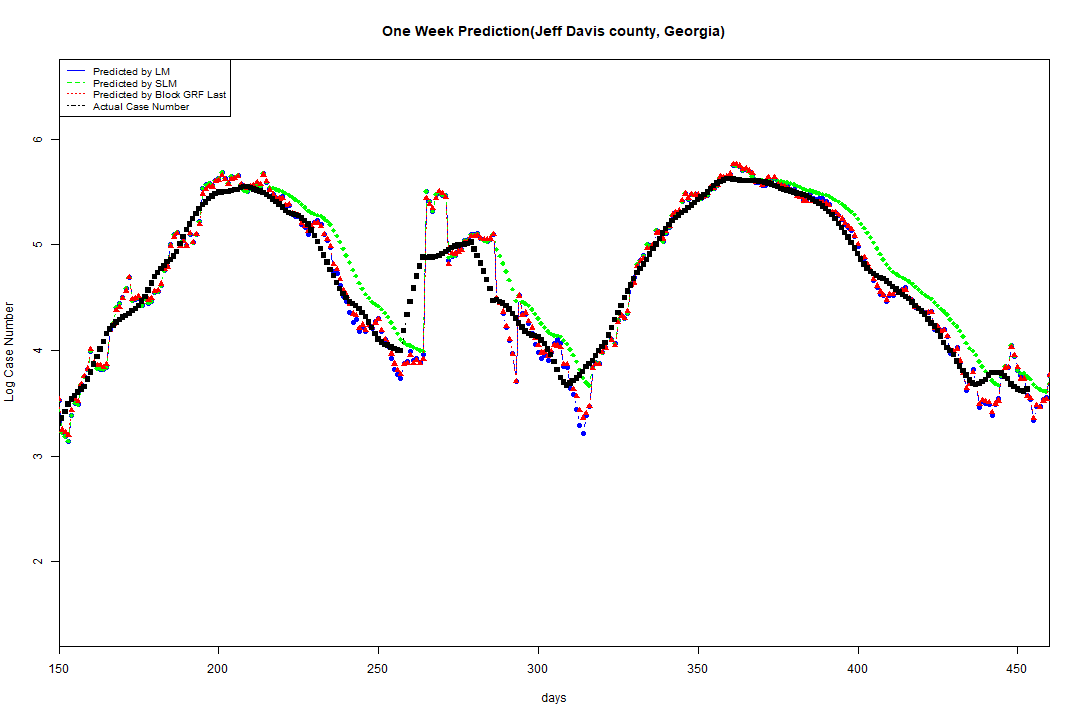 One Week Prediction(Jeff Davis county, Georgia)
Predicted by LM
Predicted by SLM
Predicted by Block GRF Last
Actual Case Number
6
5
4
3
2
Log Case Number
150 200 250 300 350 400 450
days